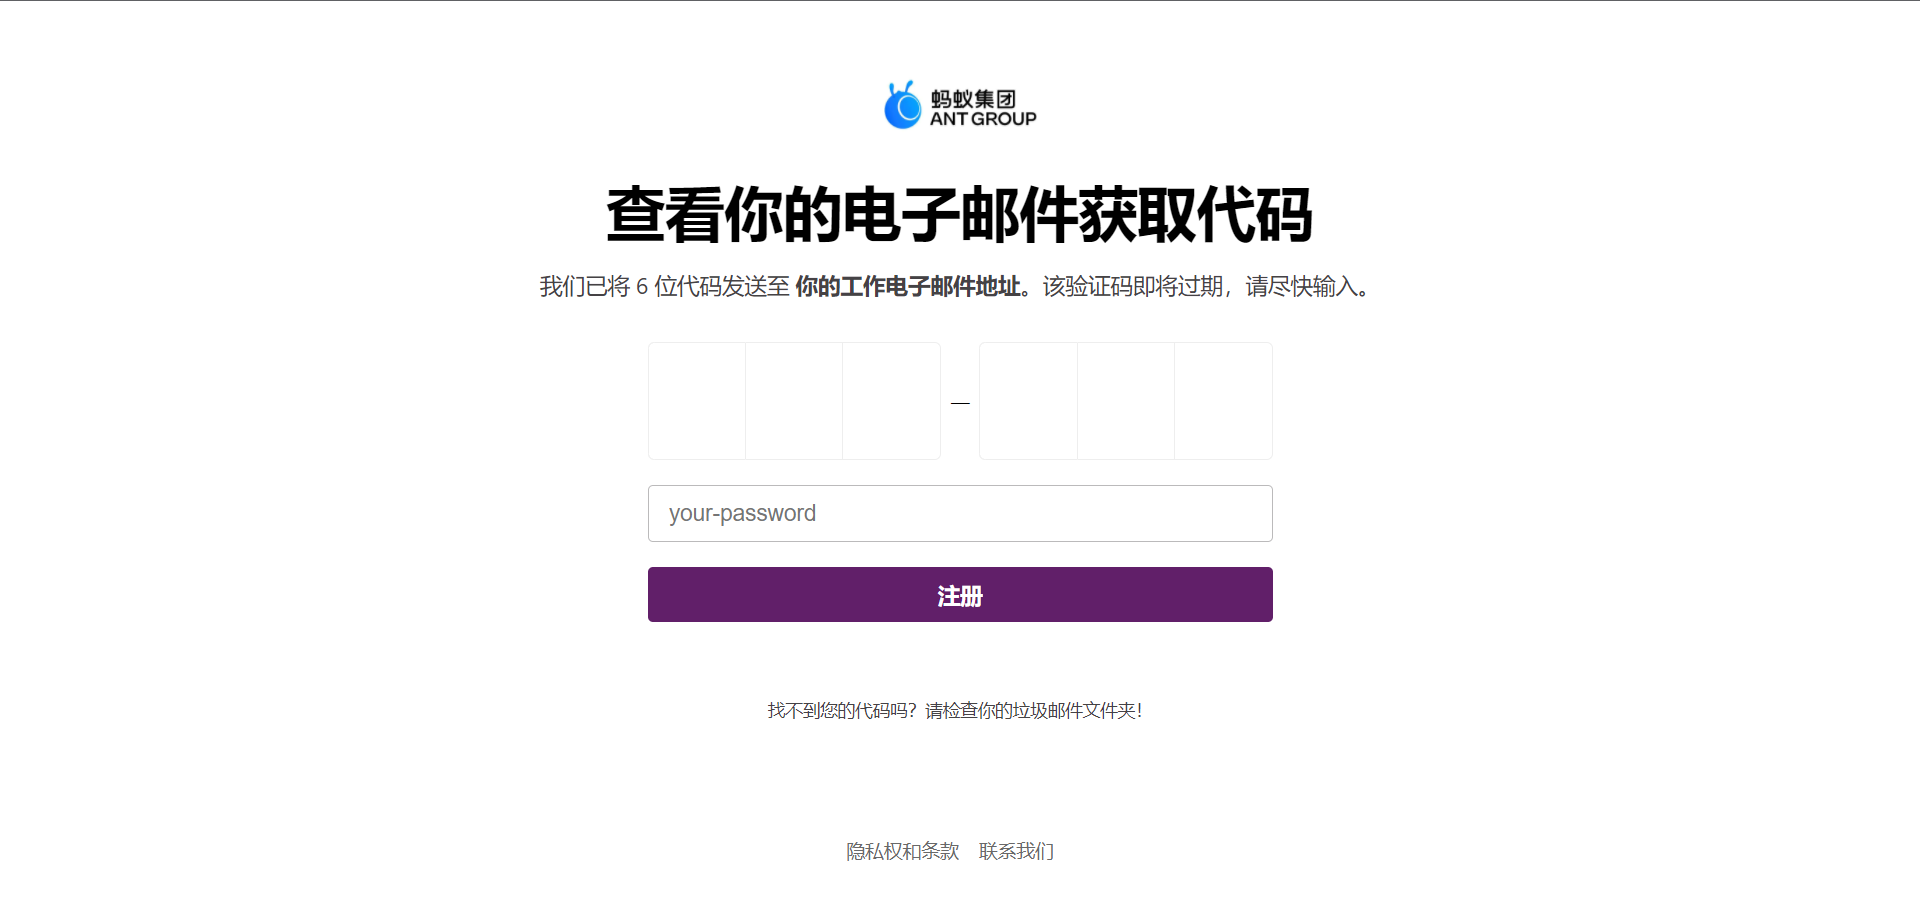 蚂蚁集团
ANT GROUP
查看你的电子邮件获取代码
我们已将 6 位代码发送至 你的工作电子邮件地址。该验证码即将过期，请尽快输入。
—
your-password
注册
找不到您的代码吗？请检查你的垃圾邮件文件夹！
隐私权和条款 联系我们